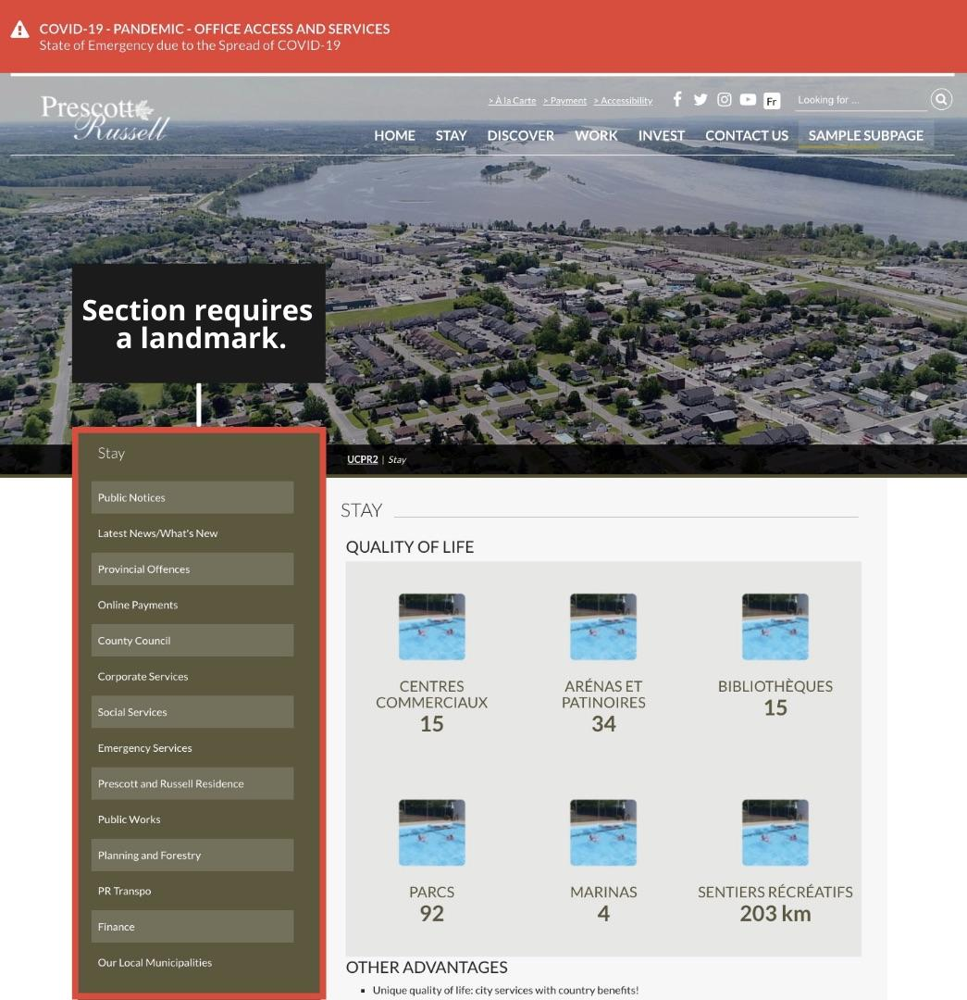 COVID-19 - PANDEMIC - OFFICE ACCESS AND SERVICES
State of Emergency due to the Spread of COVID-19
Prescott
Russell
> À la Carte > Payment > Accessibility Fr Looking for ...
HOME STAY DISCOVER WORK INVEST CONTACT US SAMPLE SUBPAGE
Section requires
a landmark.
UCPR2 | Stay
Stay
Public Notices
Latest News/What's New
Provincial Offences
Online Payments
County Council
Corporate Services
Social Services
Emergency Services
Prescott and Russell Residence
Public Works
Planning and Forestry
PR Transpo
Finance
Our Local Municipalities
STAY
QUALITY OF LIFE
CENTRES
COMMERCIAUX
15
ARÉNAS ET
PATINOIRES
34
BIBLIOTHÈQUES
15
PARCS
92
MARINAS
4
SENTIERS RÉCRÉATIFS
203 km
OTHER ADVANTAGES
Unique quality of life: city services with country benefits!